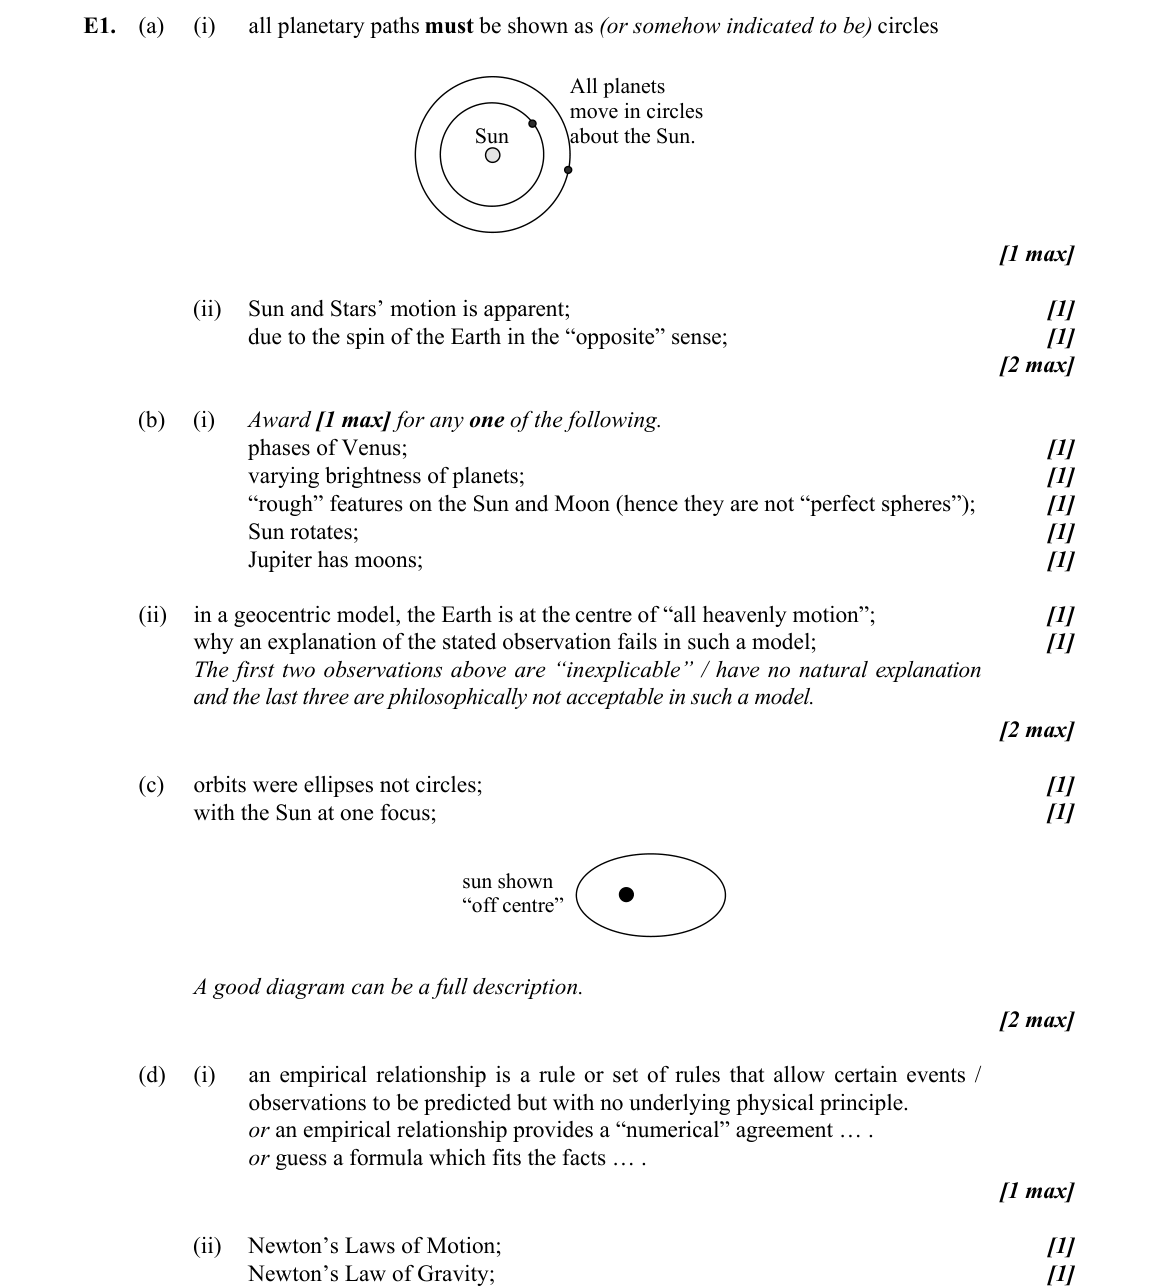 E1. (a) (i) all planetary paths must be shown as (or somehow indicated to be) circles
All planets
move in circles
about the Sun.
Sun
[1 max]
(ii) Sun and Stars’ motion is apparent; [1]
due to the spin of the Earth in the “opposite” sense; [1]
[2 max]
(b) (i) Award [1 max] for any one of the following.
phases of Venus; [1]
varying brightness of planets; [1]
“rough” features on the Sun and Moon (hence they are not “perfect spheres”); [1]
Sun rotates; [1]
Jupiter has moons; [1]
(ii) in a geocentric model, the Earth is at the centre of “all heavenly motion”; [1]
why an explanation of the stated observation fails in such a model; [1]
The first two observations above are “inexplicable” / have no natural explanation
and the last three are philosophically not acceptable in such a model.
[2 max]
(c) orbits were ellipses not circles; [1]
with the Sun at one focus; [1]
sun shown
“off centre”
A good diagram can be a full description.
[2 max]
(d) (i) an empirical relationship is a rule or set of rules that allow certain events /
observations to be predicted but with no underlying physical principle.
or an empirical relationship provides a “numerical” agreement … .
or guess a formula which fits the facts … .
[1 max]
(ii) Newton’s Laws of Motion; [1]
Newton’s Law of Gravity; [1]